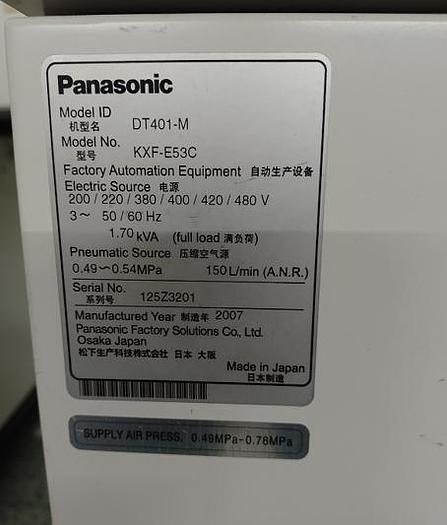 Panasonic
Model ID
机型名 DT401-M
Model No.
型号 KXF-E53C
Factory Automation Equipment 自动生产设备
Electric Source 电源
200 / 220 / 380 / 400 / 420 / 480 V
3～ 50/60 Hz
1.70 kVA (full load 满负荷)
Pneumatic Source 压缩空气源
0.49～0.54MPa 150L/min (A.N.R.)
Serial No.
系列号 125Z3201
Manufactured Year 制造年 2007
Panasonic Factory Solutions Co., Ltd.
Osaka Japan
松下生产科技株式会社 日本 大阪
Made in Japan
日本制造
SUPPLY AIR PRESS. 0.49MPa-0.78MPa